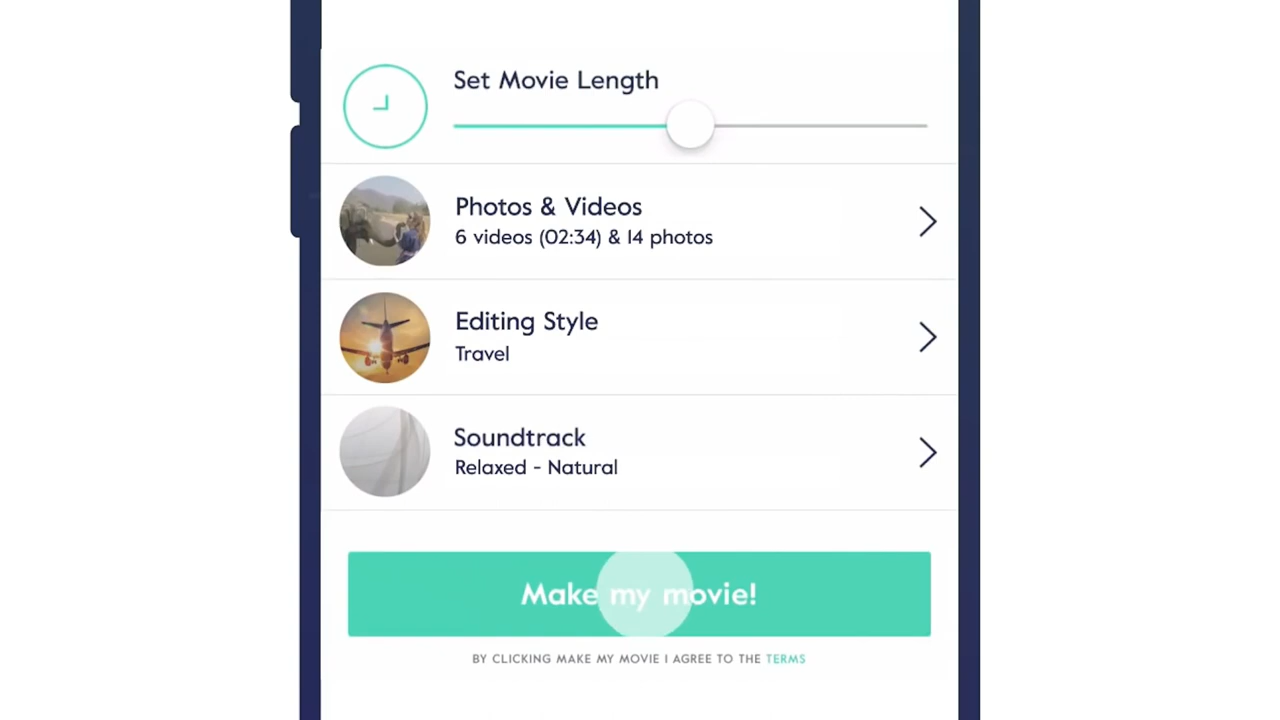 Set Movie Length
Photos & Videos
6 videos (02:34) & 14 photos
Editing Style
Travel
Soundtrack
Relaxed - Natural
Make my movie!
BY CLICKING MAKE MY MOVIE I AGREE TO THE TERMS